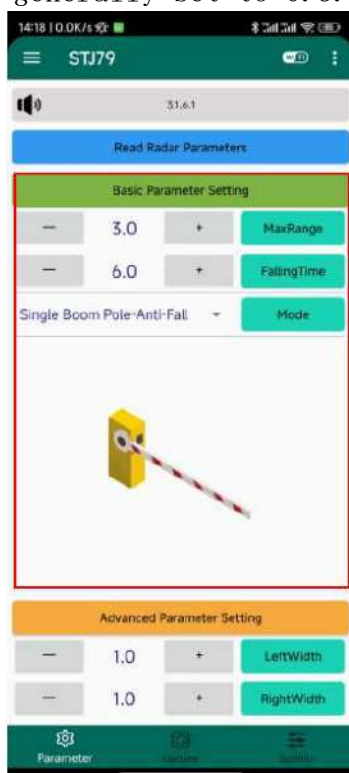 generally set to 0.8.
14:18 | 0.0K/s
STJ79
3.1.6.1
Read Radar Parameters
Basic Parameter Setting
— 3.0 + MaxRange
— 6.0 + FallingTime
Single Boom Pole-Anti-Fall Mode
Advanced Parameter Setting
— 1.0 + LeftWidth
— 1.0 + RightWidth
Parameter